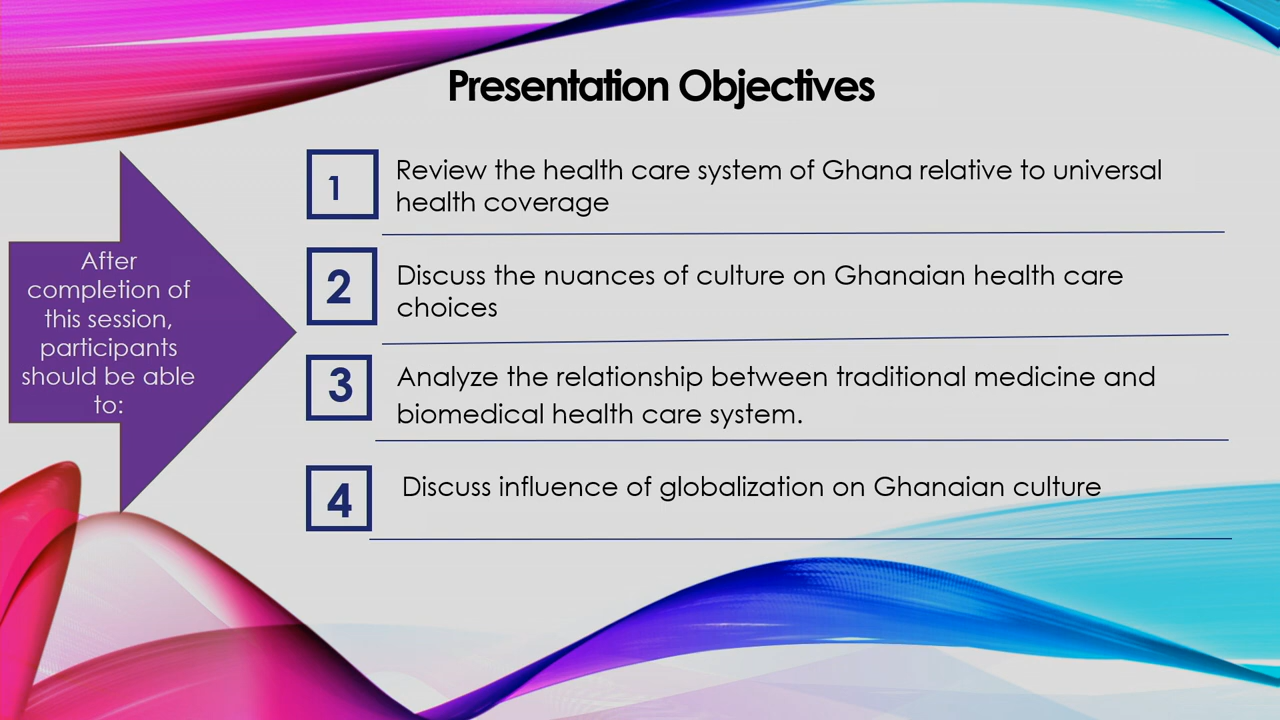 Presentation Objectives
After
completion of
this session,
participants
should be able
to:
1
Review the health care system of Ghana relative to universal
health coverage
2
Discuss the nuances of culture on Ghanaian health care
choices
3
Analyze the relationship between traditional medicine and
biomedical health care system.
4
Discuss influence of globalization on Ghanaian culture